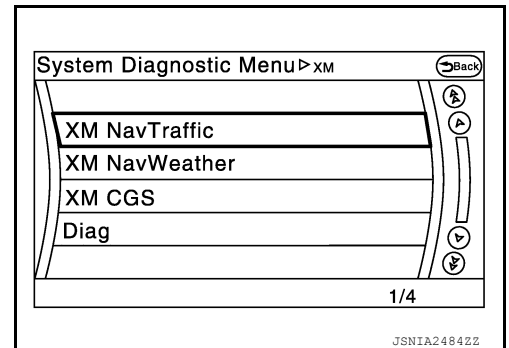 System Diagnostic Menu▷XM
Back
XM NavTraffic
XM NavWeather
XM CGS
Diag
1/4
JSNIA2484ZZ